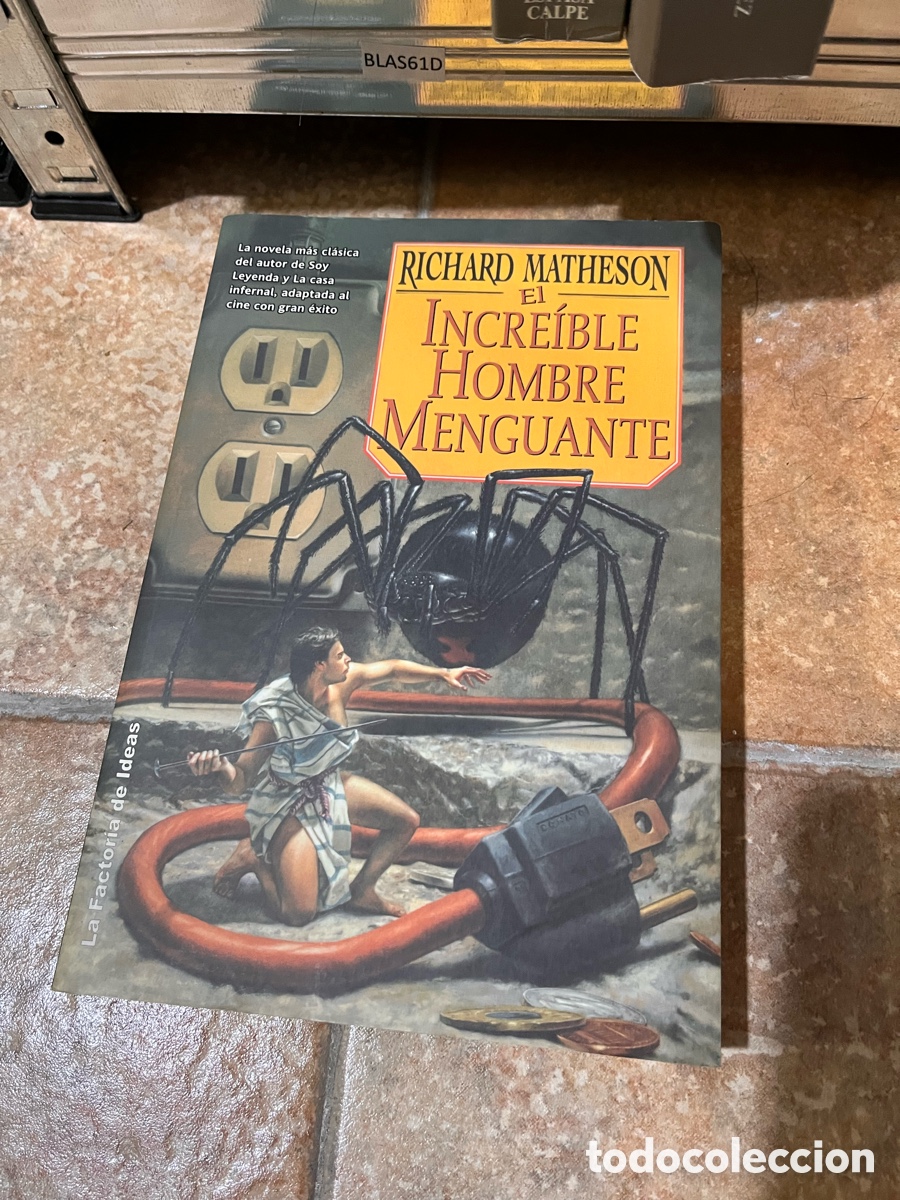 CALPE
BLAS61D
La novela más clásica
del autor de Soy
Leyenda y La casa
infernal, adaptada al
cine con gran éxito
RICHARD MATHESON
El
INCREÍBLE
HOMBRE
MENGUANTE
La Factoría de Ideas
todocoleccion